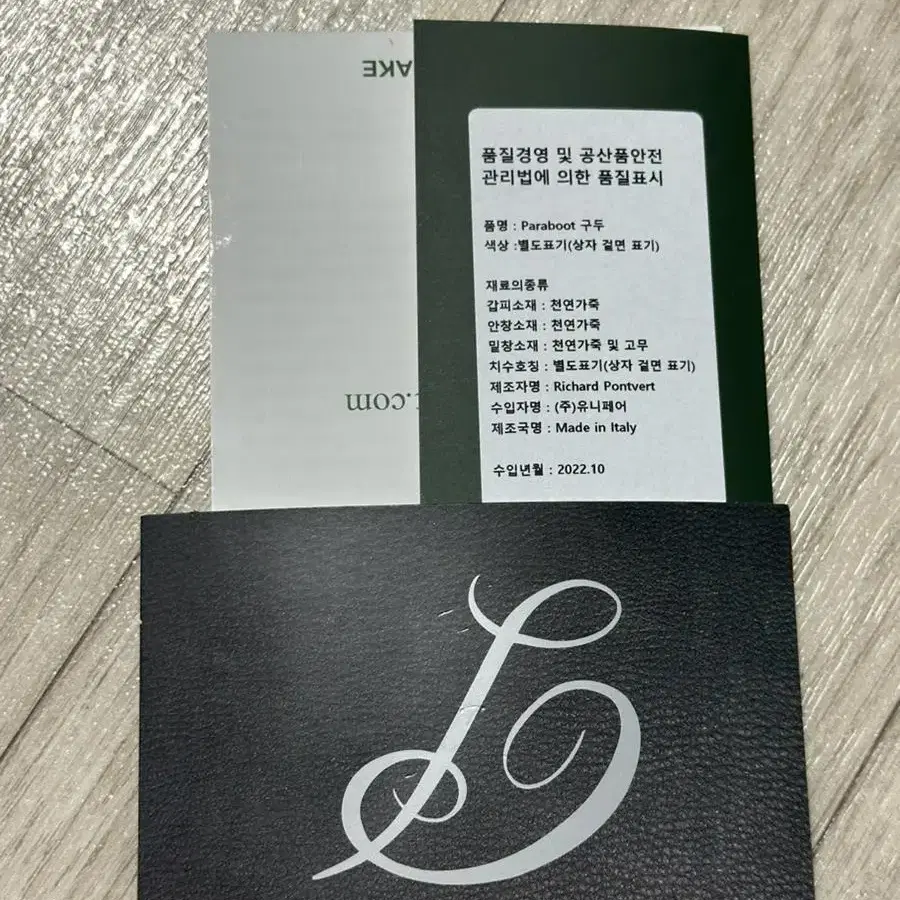 AKE
.com
품질경영 및 공산품안전
관리법에 의한 품질표시
품명 : Paraboot 구두
색상 :별도표기(상자 겉면 표기)
재료의종류
갑피소재 : 천연가죽
안창소재 : 천연가죽
밑창소재 : 천연가죽 및 고무
치수호칭 : 별도표기(상자 겉면 표기)
제조자명 : Richard Pontvert
수입자명 : (주)유니페어
제조국명 : Made in Italy
수입년월 : 2022.10